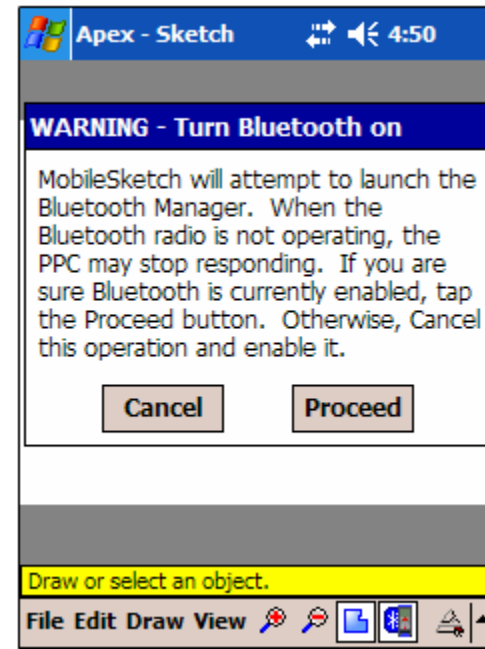 Apex - Sketch 4:50
WARNING - Turn Bluetooth on
MobileSketch will attempt to launch the
Bluetooth Manager. When the
Bluetooth radio is not operating, the
PPC may stop responding. If you are
sure Bluetooth is currently enabled, tap
the Proceed button. Otherwise, Cancel
this operation and enable it.
Cancel Proceed
Draw or select an object.
File Edit Draw View